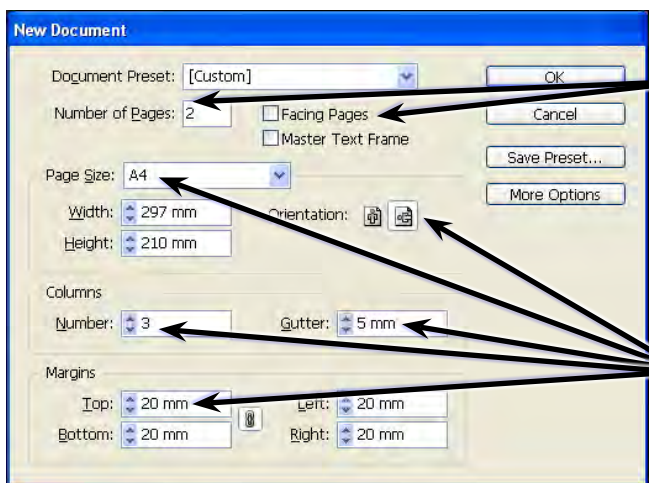 New Document
Document Preset: [Custom]
OK
Number of Pages: 2
Facing Pages
Cancel
Master Text Frame
Save Preset...
Page Size: A4
More Options
Width: 297 mm
Orientation:
Height: 210 mm
Columns
Number: 3
Gutter: 5 mm
Margins
Top: 20 mm
Left: 20 mm
Bottom: 20 mm
Right: 20 mm